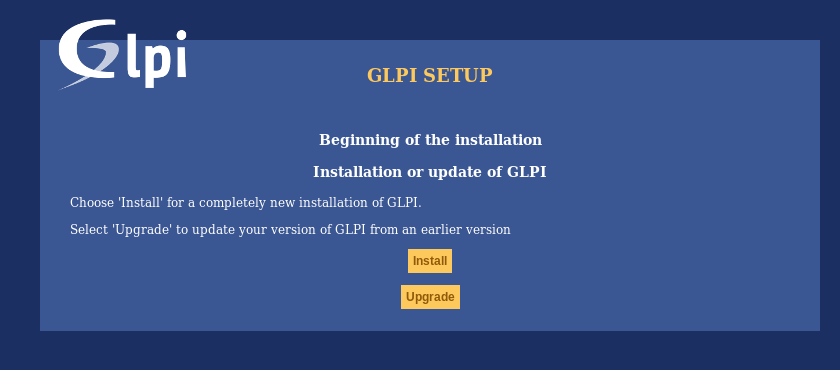 Glpi
GLPI SETUP
Beginning of the installation
Installation or update of GLPI
Choose 'Install' for a completely new installation of GLPI.
Select 'Upgrade' to update your version of GLPI from an earlier version
Install
Upgrade